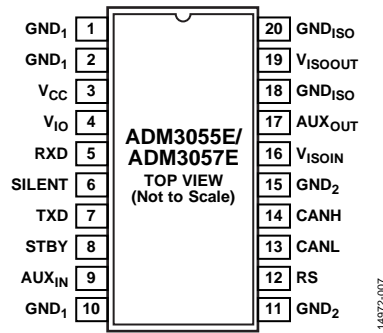 GND1 1
GND1 2
VCC 3
VIO 4
RXD 5
SILENT 6
TXD 7
STBY 8
AUXIN 9
GND1 10
ADM3055E/
ADM3057E
TOP VIEW
(Not to Scale)
20 GNDISO
19 VISOOUT
18 GNDISO
17 AUXOUT
16 VISOIN
15 GND2
14 CANH
13 CANL
12 RS
11 GND2
14972-007